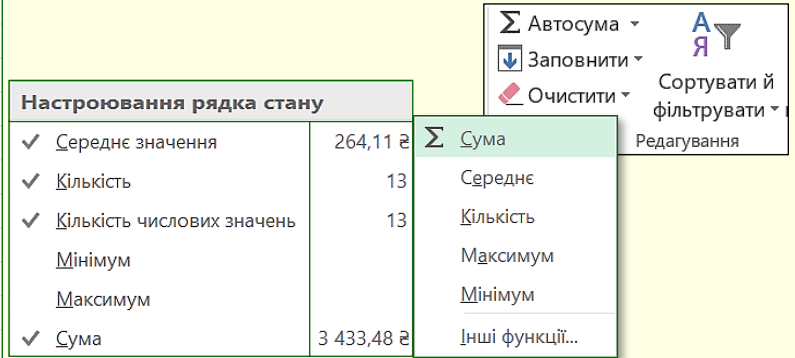 Σ Автосума
Заповнити
Очистити
АЯ
Сортувати й
фільтрувати
Редагування
Настроювання рядка стану
Середнє значення 264,11 ₴
Кількість 13
Кількість числових значень 13
Мінімум
Максимум
Сума 3 433,48 ₴
Σ Сума
Середнє
Кількість
Максимум
Мінімум
Інші функції...